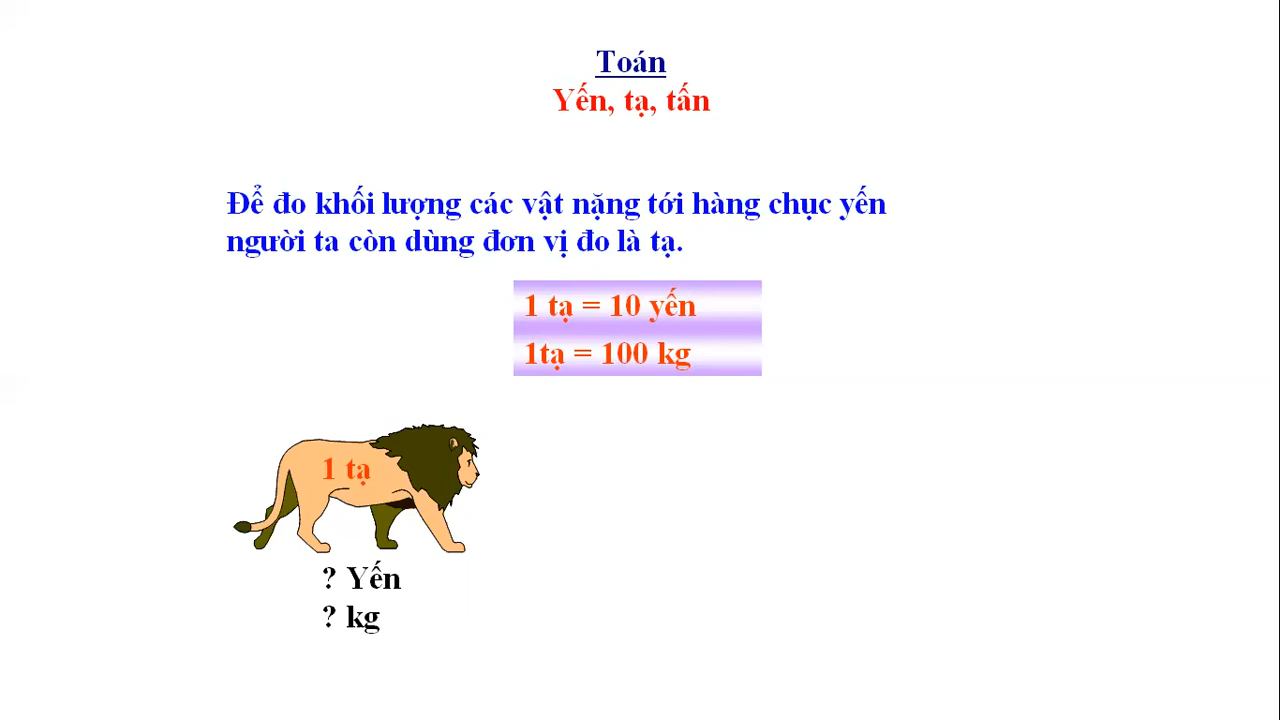 Toán
Yến, tạ, tấn
Để đo khối lượng các vật nặng tới hàng chục yến
người ta còn dùng đơn vị đo là tạ.
1 tạ = 10 yến
1tạ = 100 kg
1 tạ
? Yến
? kg